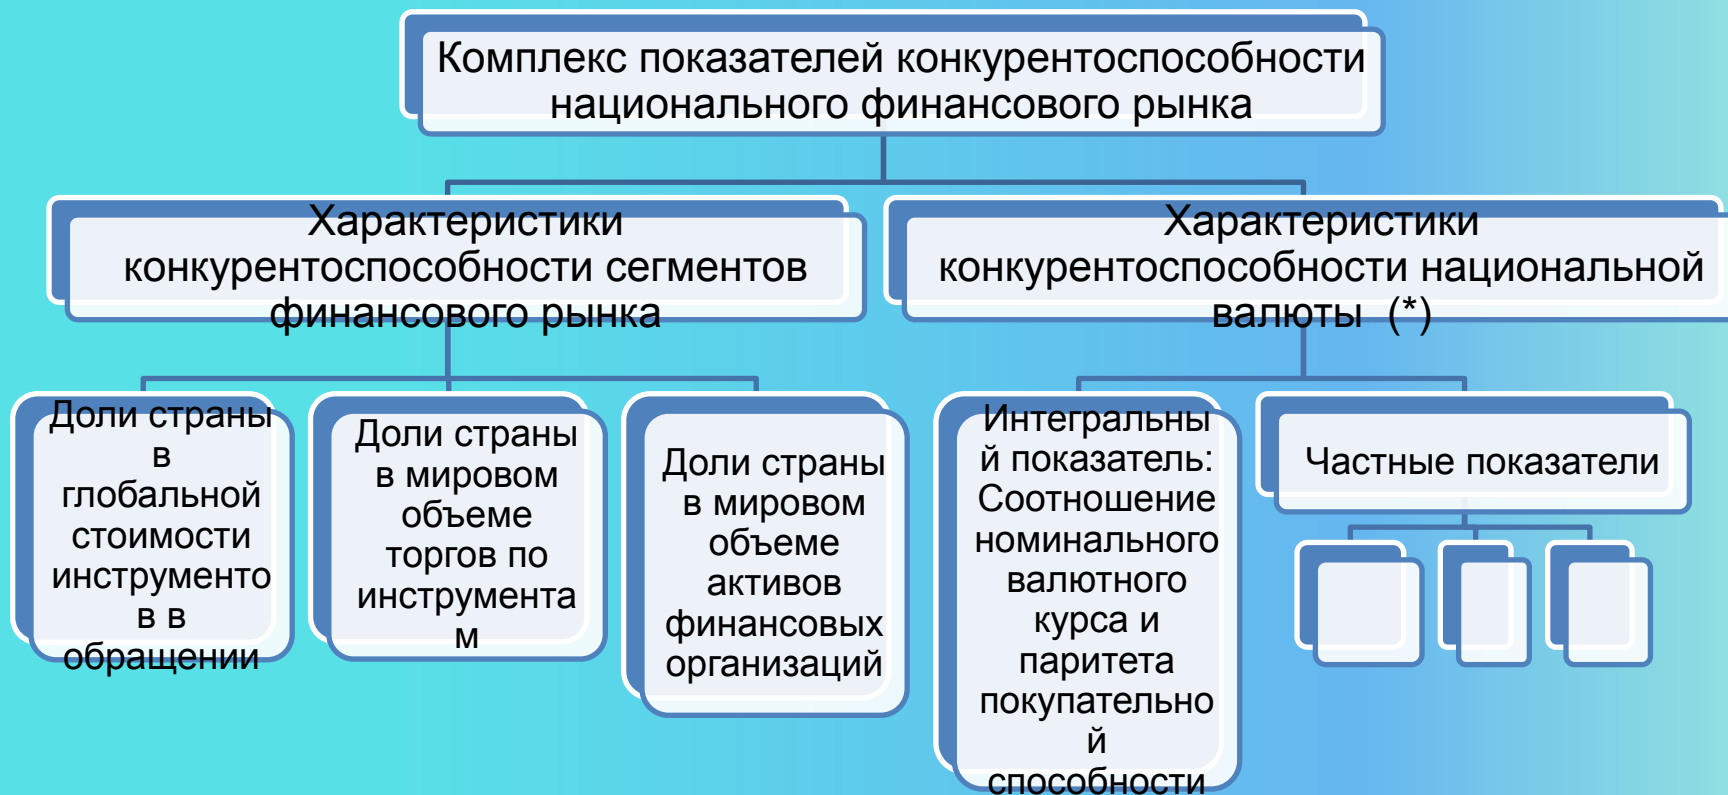 Комплекс показателей конкурентоспособности
национального финансового рынка
Характеристики
конкурентоспособности сегментов
финансового рынка
Характеристики
конкурентоспособности национальной
валюты (*)
Доли страны
в
глобальной
стоимости
инструменто
в в
обращении
Доли страны
в мировом
объеме
торгов по
инструмента
м
Доли страны
в мировом
объеме
активов
финансовых
организаций
Интегральны
й показатель:
Соотношение
номинального
валютного
курса и
паритета
покупательно
й
способности
Частные показатели